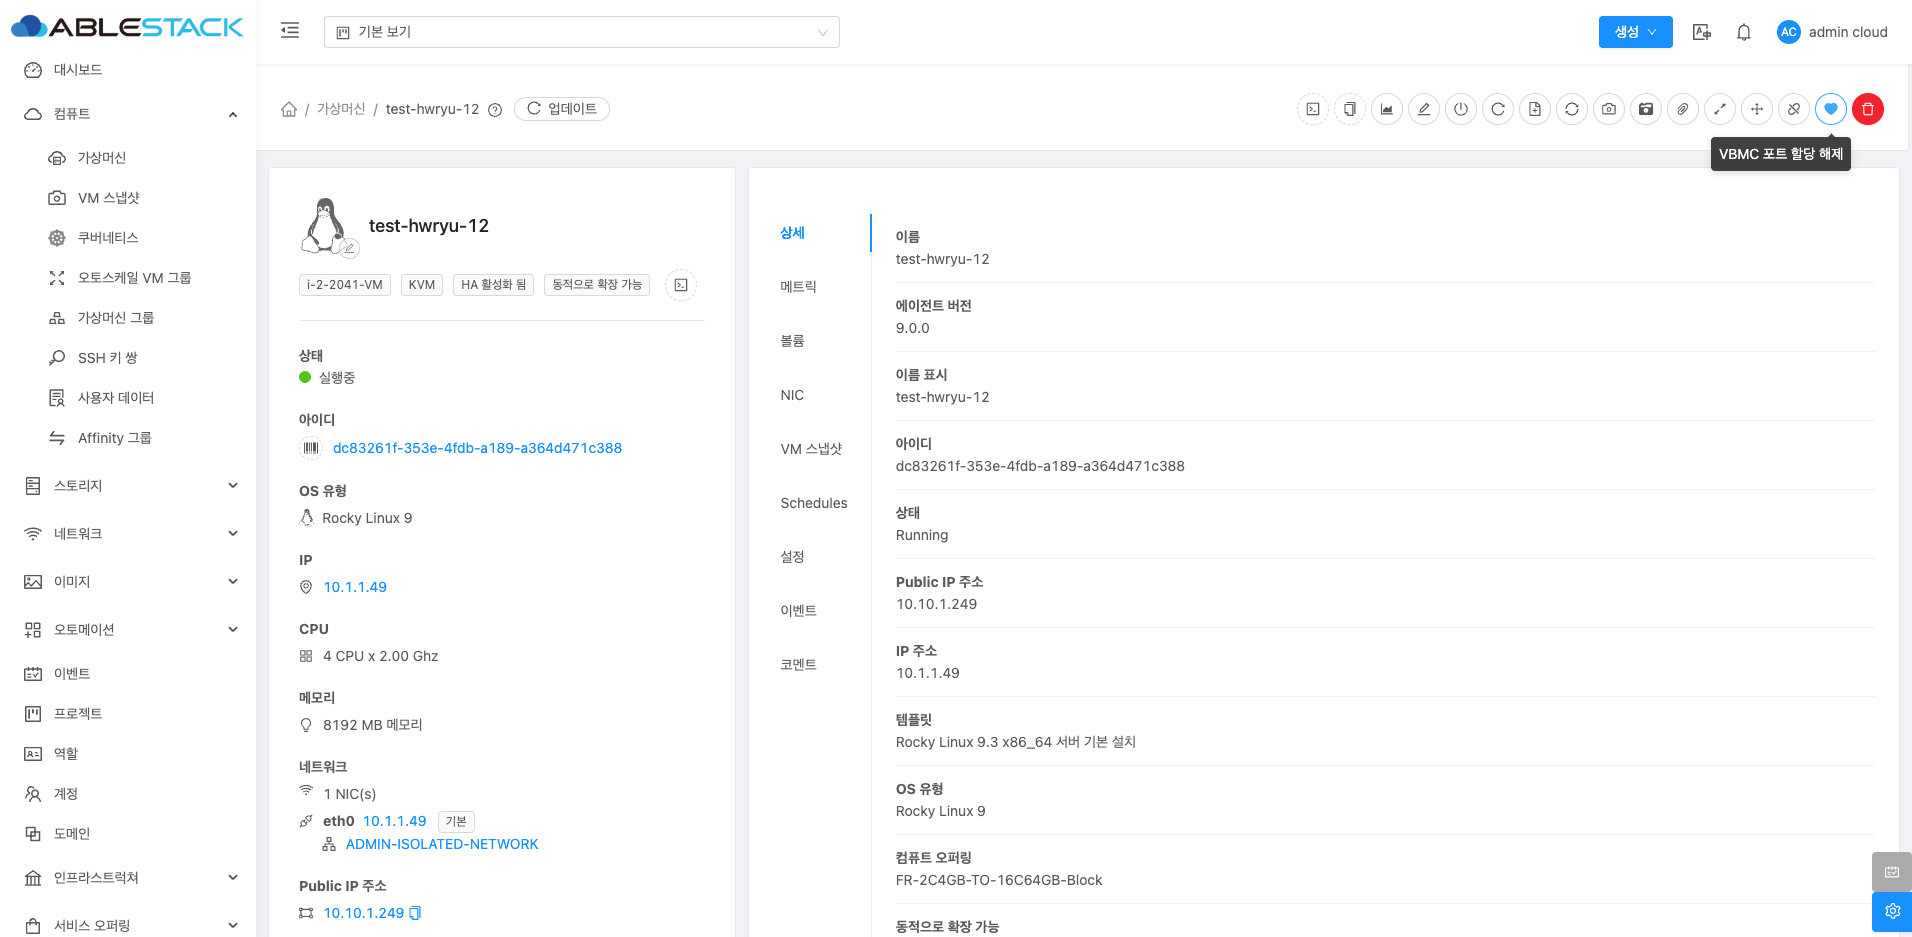 ABLESTACK
기본 보기
생성
AC
admin cloud
대시보드
컴퓨트
가상머신
VM 스냅샷
쿠버네티스
오토스케일 VM 그룹
가상머신 그룹
SSH 키 쌍
사용자 데이터
Affinity 그룹
스토리지
네트워크
이미지
오토메이션
이벤트
프로젝트
역할
계정
도메인
인프라스트럭쳐
서비스 오퍼링
/ 가상머신 / test-hwryu-12
업데이트
VBMC 포트 할당 해제
test-hwryu-12
i-2-2041-VM
KVM
HA 활성화 됨
동적으로 확장 가능
상태
실행중
아이디
dc83261f-353e-4fdb-a189-a364d471c388
OS 유형
Rocky Linux 9
IP
10.1.1.49
CPU
4 CPU x 2.00 Ghz
메모리
8192 MB 메모리
네트워크
1 NIC(s)
eth0 10.1.1.49 기본
ADMIN-ISOLATED-NETWORK
Public IP 주소
10.10.1.249
상세
메트릭
볼륨
NIC
VM 스냅샷
Schedules
설정
이벤트
코멘트
이름
test-hwryu-12
에이전트 버전
9.0.0
이름 표시
test-hwryu-12
아이디
dc83261f-353e-4fdb-a189-a364d471c388
상태
Running
Public IP 주소
10.10.1.249
IP 주소
10.1.1.49
템플릿
Rocky Linux 9.3 x86_64 서버 기본 설치
OS 유형
Rocky Linux 9
컴퓨트 오퍼링
FR-2C4GB-TO-16C64GB-Block
동적으로 확장 가능